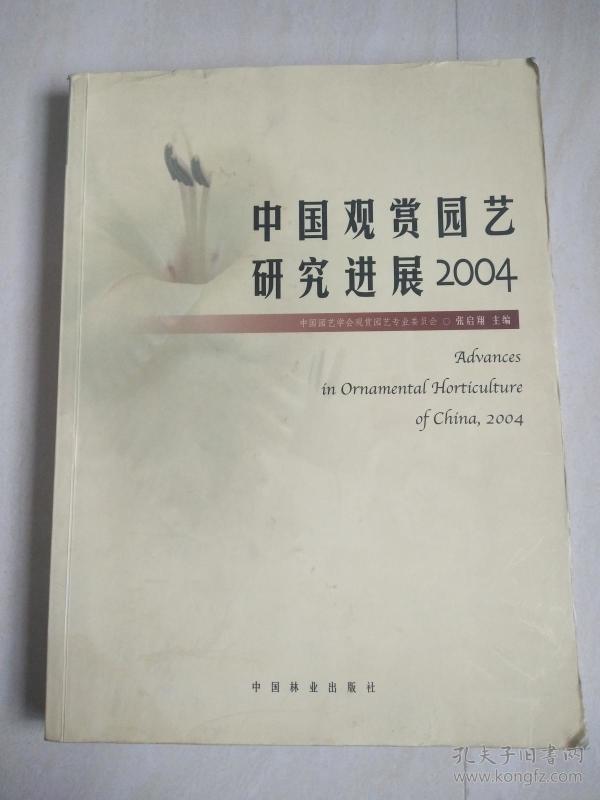 中国观赏园艺
研究进展2004
中国园艺学会观赏园艺专业委员会 ○ 张启翔 主编
Advances
in Ornamental Horticulture
of China, 2004
中国林业出版社
孔夫子旧书网
www.kongfz.com